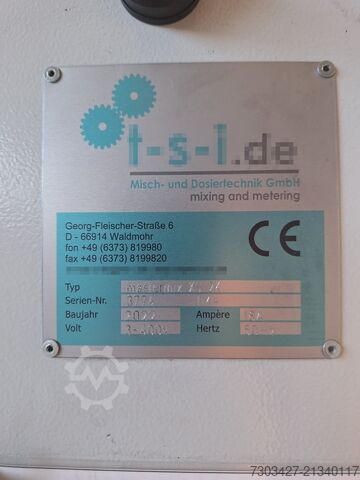 t-s-i.de
Misch- und Dosiertechnik GmbH
mixing and metering
Georg-Fleischer-Straße 6
D - 66914 Waldmohr
fon +49 (6373) 819980
fax +49 (6373) 8199820
CE
Typ
Serien-Nr.
Baujahr 2022 Ampère
Volt Hertz
7303427-21340117